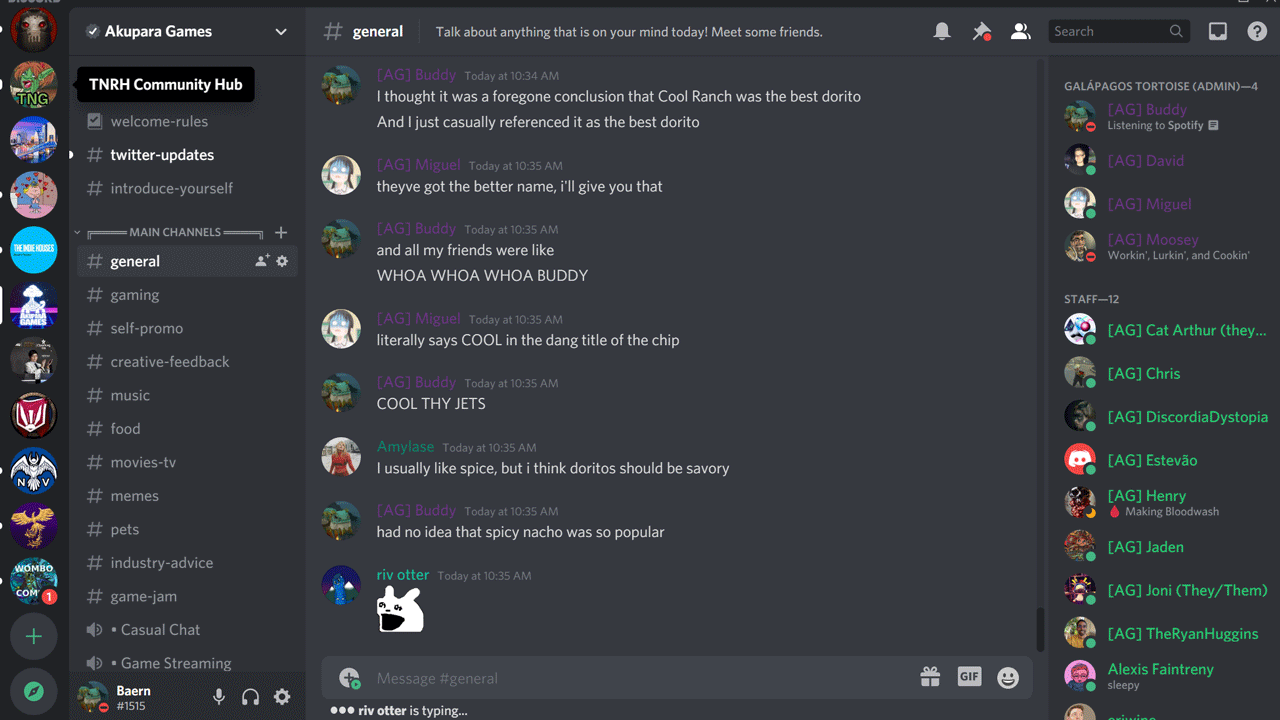 Akupara Games
general
Talk about anything that is on your mind today! Meet some friends.
Search
TNG
TNRH Community Hub
welcome-rules
twitter-updates
introduce-yourself
MAIN CHANNELS
general
gaming
self-promo
creative-feedback
music
food
movies-tv
memes
pets
industry-advice
game-jam
• Casual Chat
• Game Streaming
THE INDIE HOUSES
N V
WOMBO
COM
1
Baern
#1515
[AG] Buddy Today at 10:34 AM
I thought it was a foregone conclusion that Cool Ranch was the best dorito
And I just casually referenced it as the best dorito
[AG] Miguel Today at 10:35 AM
theyve got the better name, i'll give you that
[AG] Buddy Today at 10:35 AM
and all my friends were like
WHOA WHOA WHOA BUDDY
[AG] Miguel Today at 10:35 AM
literally says COOL in the dang title of the chip
[AG] Buddy Today at 10:35 AM
COOL THY JETS
Amylase Today at 10:35 AM
I usually like spice, but i think doritos should be savory
[AG] Buddy Today at 10:35 AM
had no idea that spicy nacho was so popular
riv otter Today at 10:35 AM
Message #general
GIF
riv otter is typing...
GALÁPAGOS TORTOISE (ADMIN)—4
[AG] Buddy
Listening to Spotify
[AG] David
[AG] Miguel
[AG] Moosey
Workin', Lurkin', and Cookin'
STAFF—12
[AG] Cat Arthur (they...
[AG] Chris
[AG] DiscordiaDystopia
[AG] Estevão
[AG] Henry
Making Bloodwash
[AG] Jaden
[AG] Joni (They/Them)
[AG] TheRyanHuggins
Alexis Faintreny
sleepy